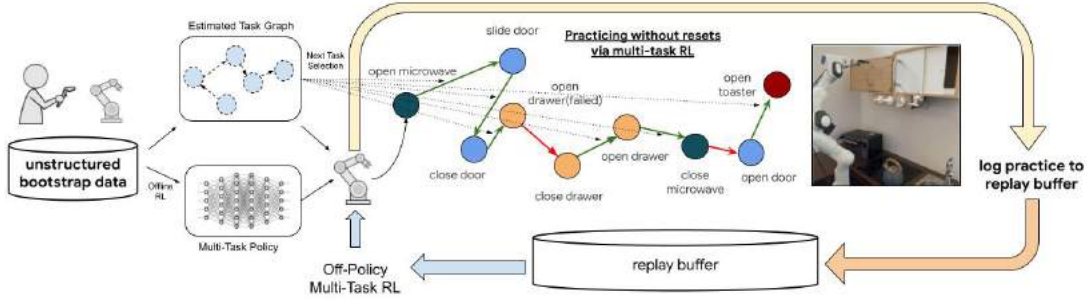 Estimated Task Graph
unstructured
bootstrap data
Offline
RL
Multi-Task Policy
Next Task
Selection
Practicing without resets
via multi-task RL
slide door
open microwave
open
drawer(failed)
open
toaster
close door
close drawer
open drawer
close
microwave
open door
log practice to
replay buffer
replay buffer
Off-Policy
Multi-Task RL